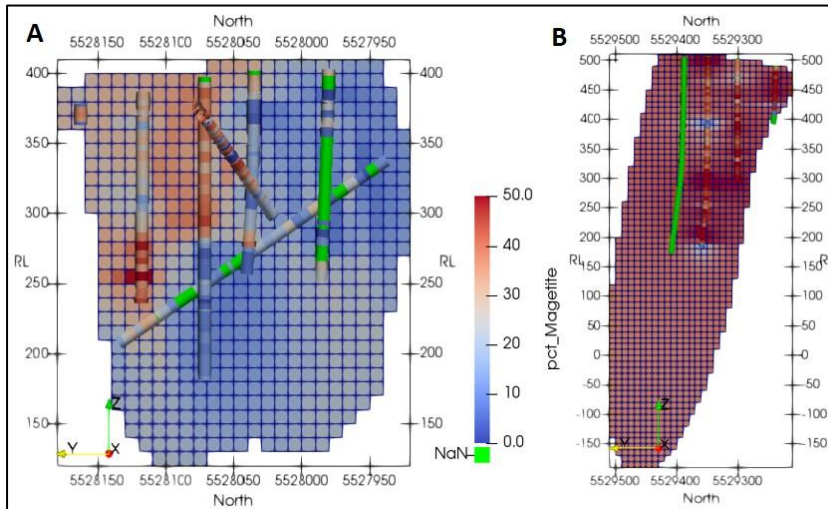 A
North
5528150 5528100 5528050 5528000 5527950
400 400
350 350
300 300
RL RL
250 250
200 200
150 150
Z
Y X
5528150 5528100 5528050 5528000 5527950
North
50.0
40
30
20
10
0.0
NaN
pct_Magetite
B
North
5529500 5529400 5529300
500 500
450 450
400 400
350 350
300 300
250 250
200 200
RL
150 150
100 100
50 50
0 0
-50 -50
-100 -100
-150 -150
Z
Y X
5529500 5529400 5529300
North